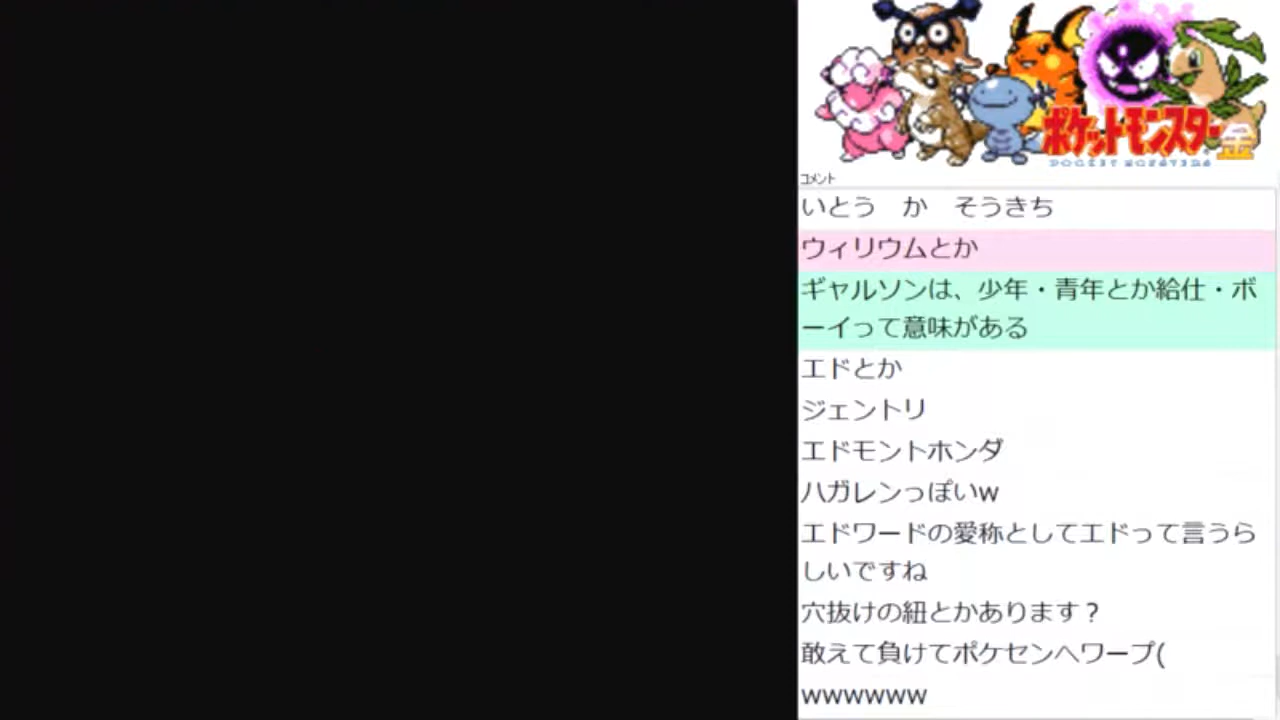 ポケットモンスター金
POCKET MONSTERS
コメント
いとう　か　そうきち
ウィリウムとか
ギャルソンは、少年・青年とか給仕・ボ
ーイって意味がある
エドとか
ジェントリ
エドモントホンダ
ハガレンっぽいw
エドワードの愛称としてエドって言うら
しいですね
穴抜けの紐とかあります？
敢えて負けてポケセンへワープ(
wwwwww